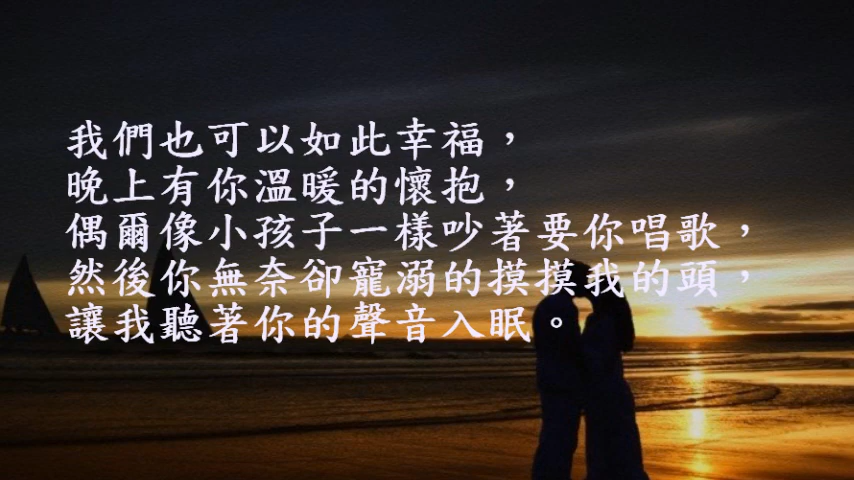 我們也可以如此幸福，
晚上有你溫暖的懷抱，
偶爾像小孩子一樣吵著要你唱歌，
然後你無奈卻寵溺的摸摸我的頭，
讓我聽著你的聲音入眠。